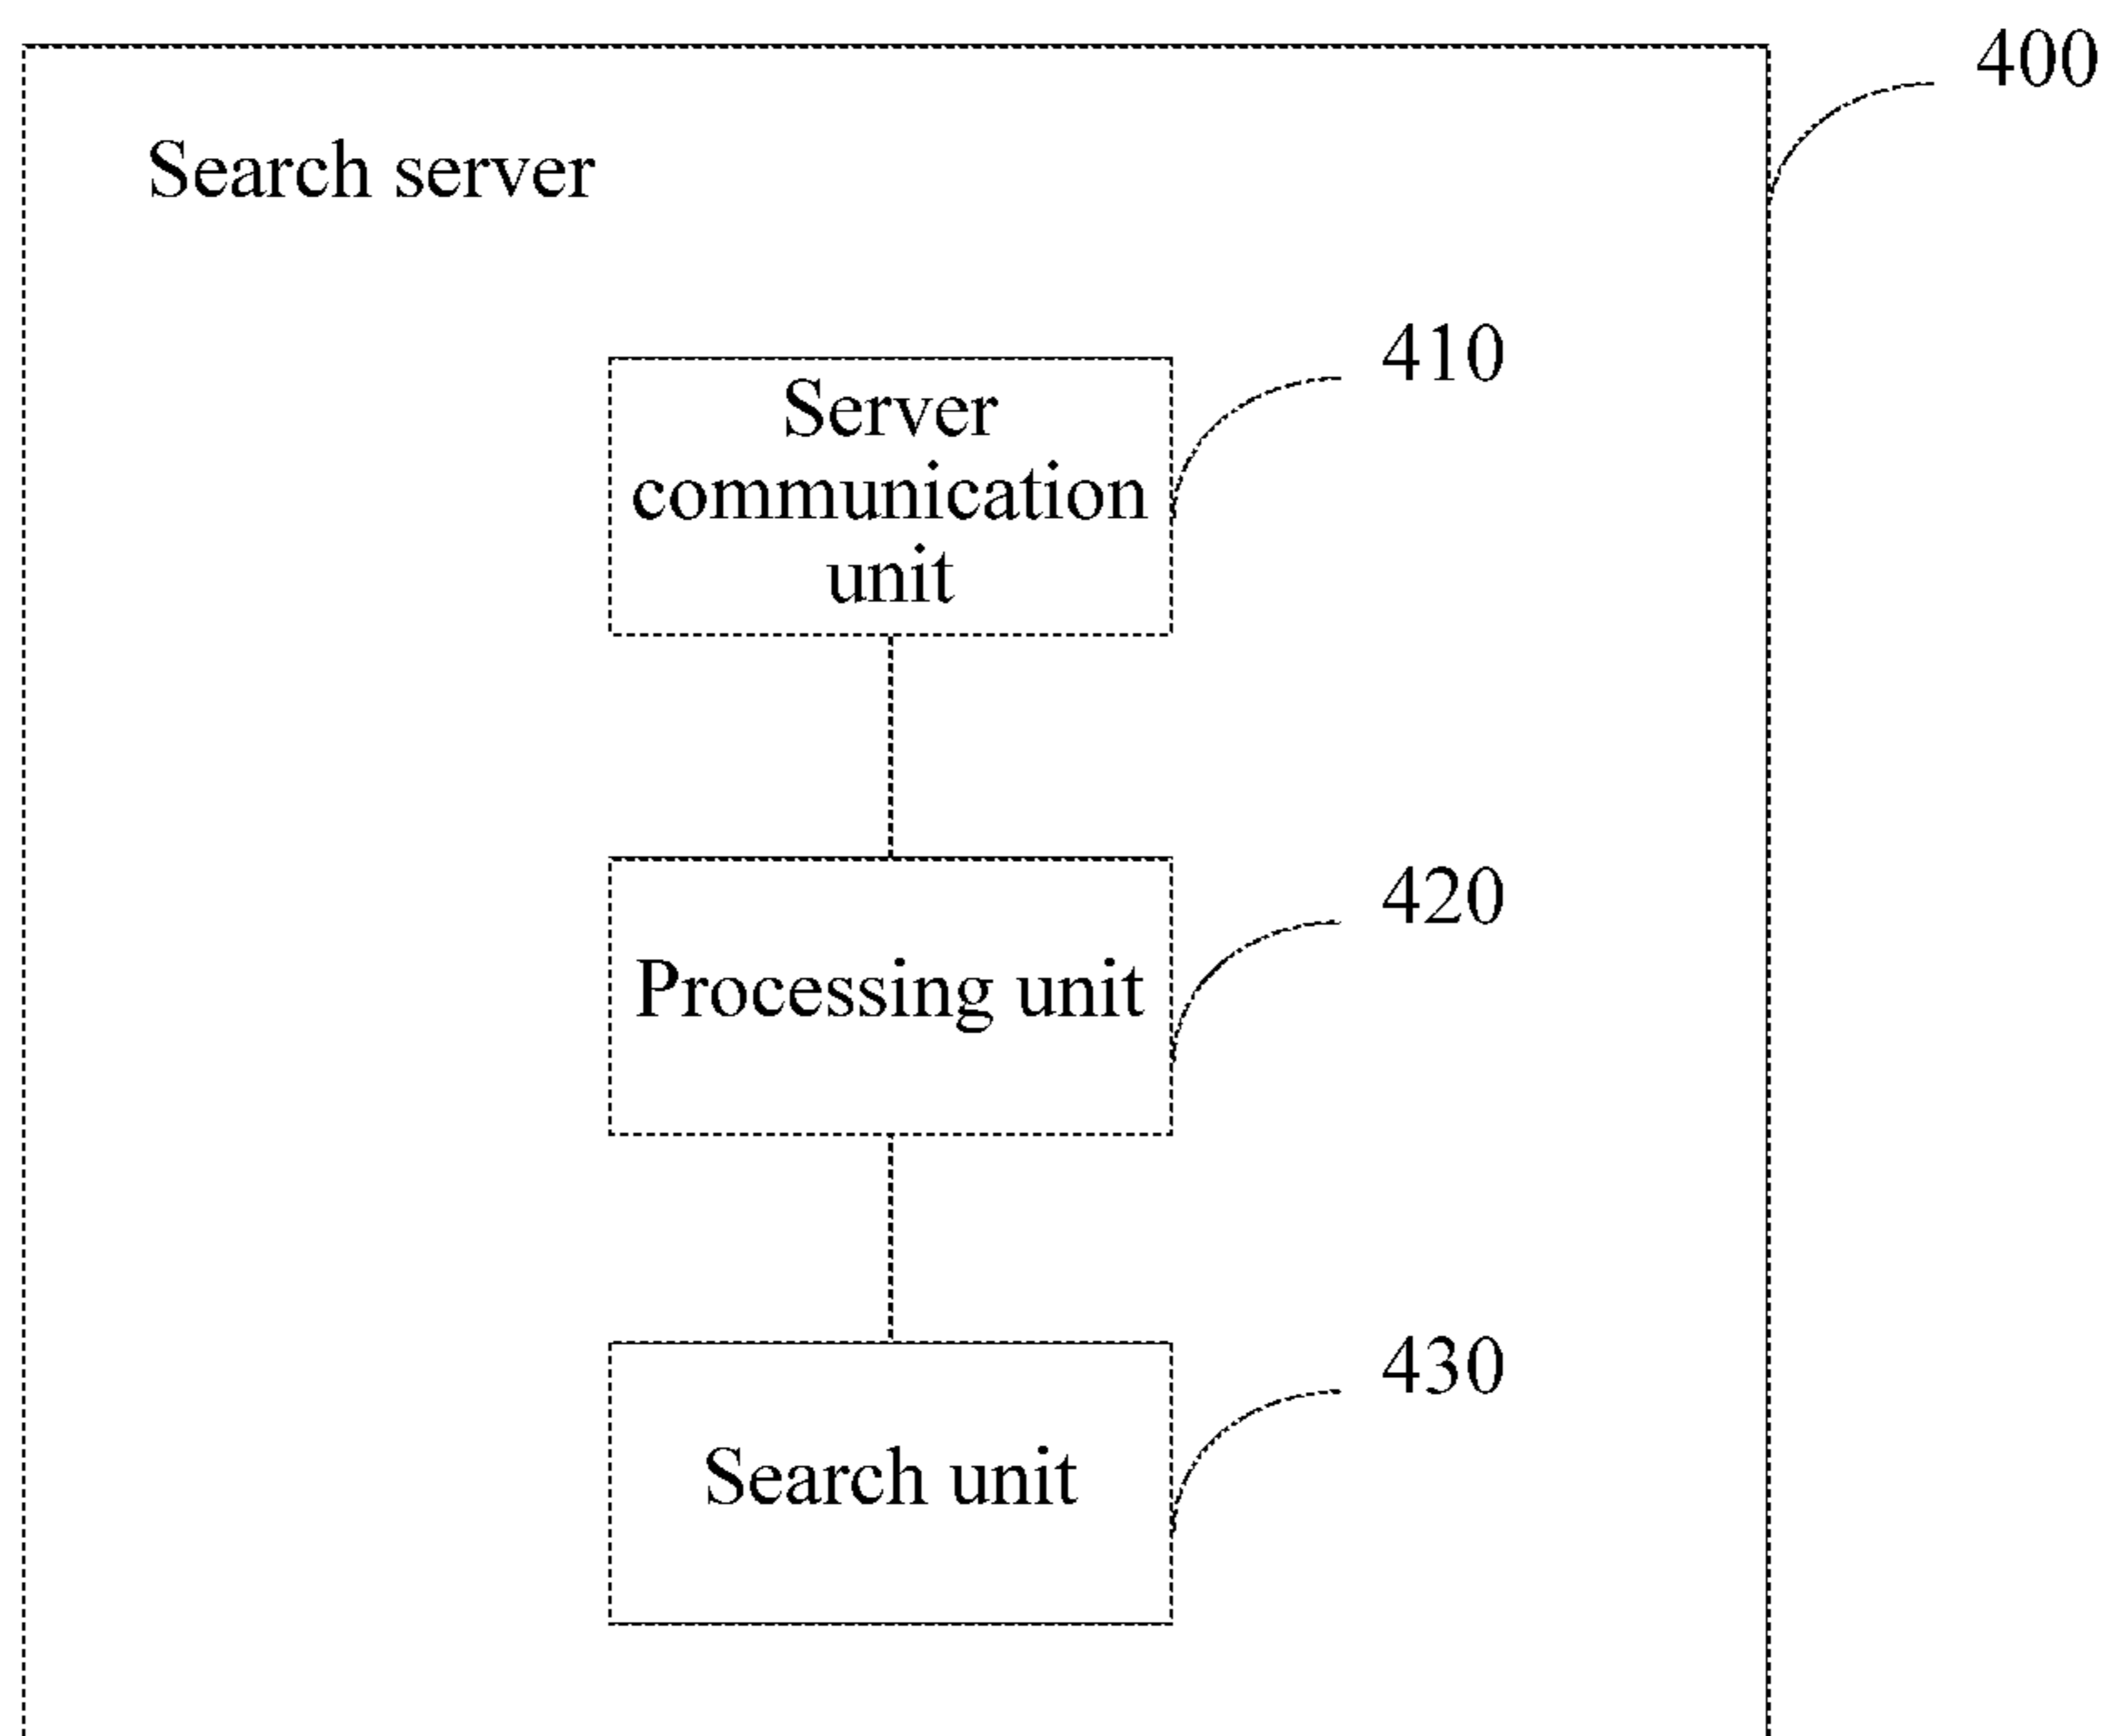 400
Search server
410
Server
communication
unit
420
Processing unit
430
Search unit